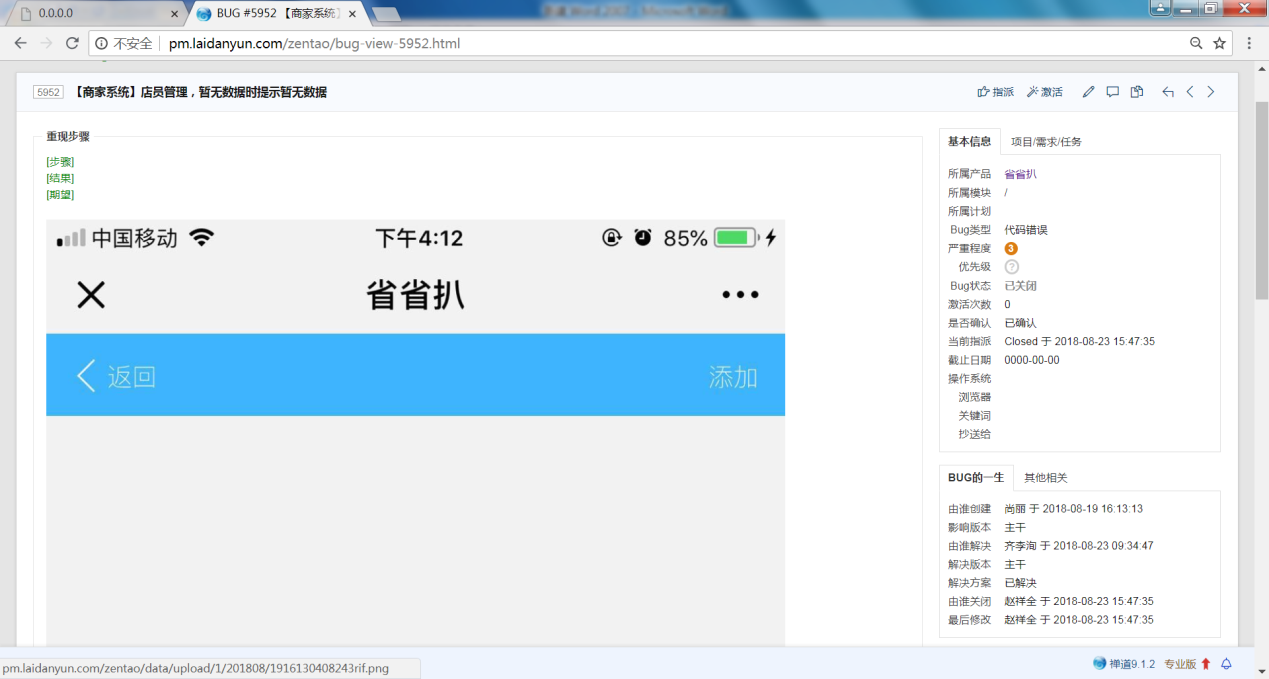 0.0.0.0
BUG #5952 【商家系统】
不安全 pm.laidanyun.com/zentao/bug-view-5952.html
5952 【商家系统】店员管理，暂无数据时提示暂无数据
指派 激活
重现步骤
[步骤]
[结果]
[期望]
中国移动 下午4:12 85%
省省扒
返回 添加
基本信息 项目/需求/任务
所属产品 省省扒
所属模块 /
所属计划
Bug类型 代码错误
严重程度 3
优先级 ?
Bug状态 已关闭
激活次数 0
是否确认 已确认
当前指派 Closed 于 2018-08-23 15:47:35
截止日期 0000-00-00
操作系统
浏览器
关键词
抄送给
BUG的一生 其他相关
由谁创建 尚丽 于 2018-08-19 16:13:13
影响版本 主干
由谁解决 齐李洵 于 2018-08-23 09:34:47
解决版本 主干
解决方案 已解决
由谁关闭 赵祥全 于 2018-08-23 15:47:35
最后修改 赵祥全 于 2018-08-23 15:47:35
pm.laidanyun.com/zentao/data/upload/1/201808/1916130408243rif.png
禅道9.1.2 专业版